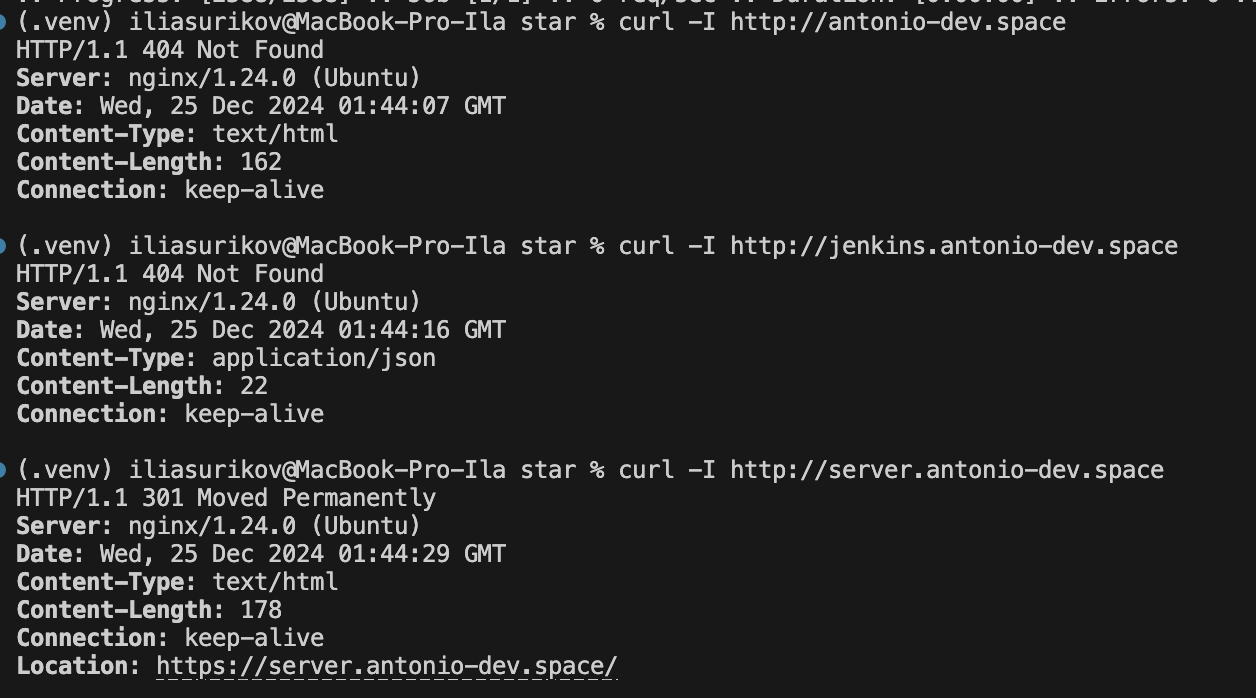 (.venv) iliasurikov@MacBook-Pro-Ila star % curl -I http://antonio-dev.space
HTTP/1.1 404 Not Found
Server: nginx/1.24.0 (Ubuntu)
Date: Wed, 25 Dec 2024 01:44:07 GMT
Content-Type: text/html
Content-Length: 162
Connection: keep-alive
(.venv) iliasurikov@MacBook-Pro-Ila star % curl -I http://jenkins.antonio-dev.space
HTTP/1.1 404 Not Found
Server: nginx/1.24.0 (Ubuntu)
Date: Wed, 25 Dec 2024 01:44:16 GMT
Content-Type: application/json
Content-Length: 22
Connection: keep-alive
(.venv) iliasurikov@MacBook-Pro-Ila star % curl -I http://server.antonio-dev.space
HTTP/1.1 301 Moved Permanently
Server: nginx/1.24.0 (Ubuntu)
Date: Wed, 25 Dec 2024 01:44:29 GMT
Content-Type: text/html
Content-Length: 178
Connection: keep-alive
Location: https://server.antonio-dev.space/